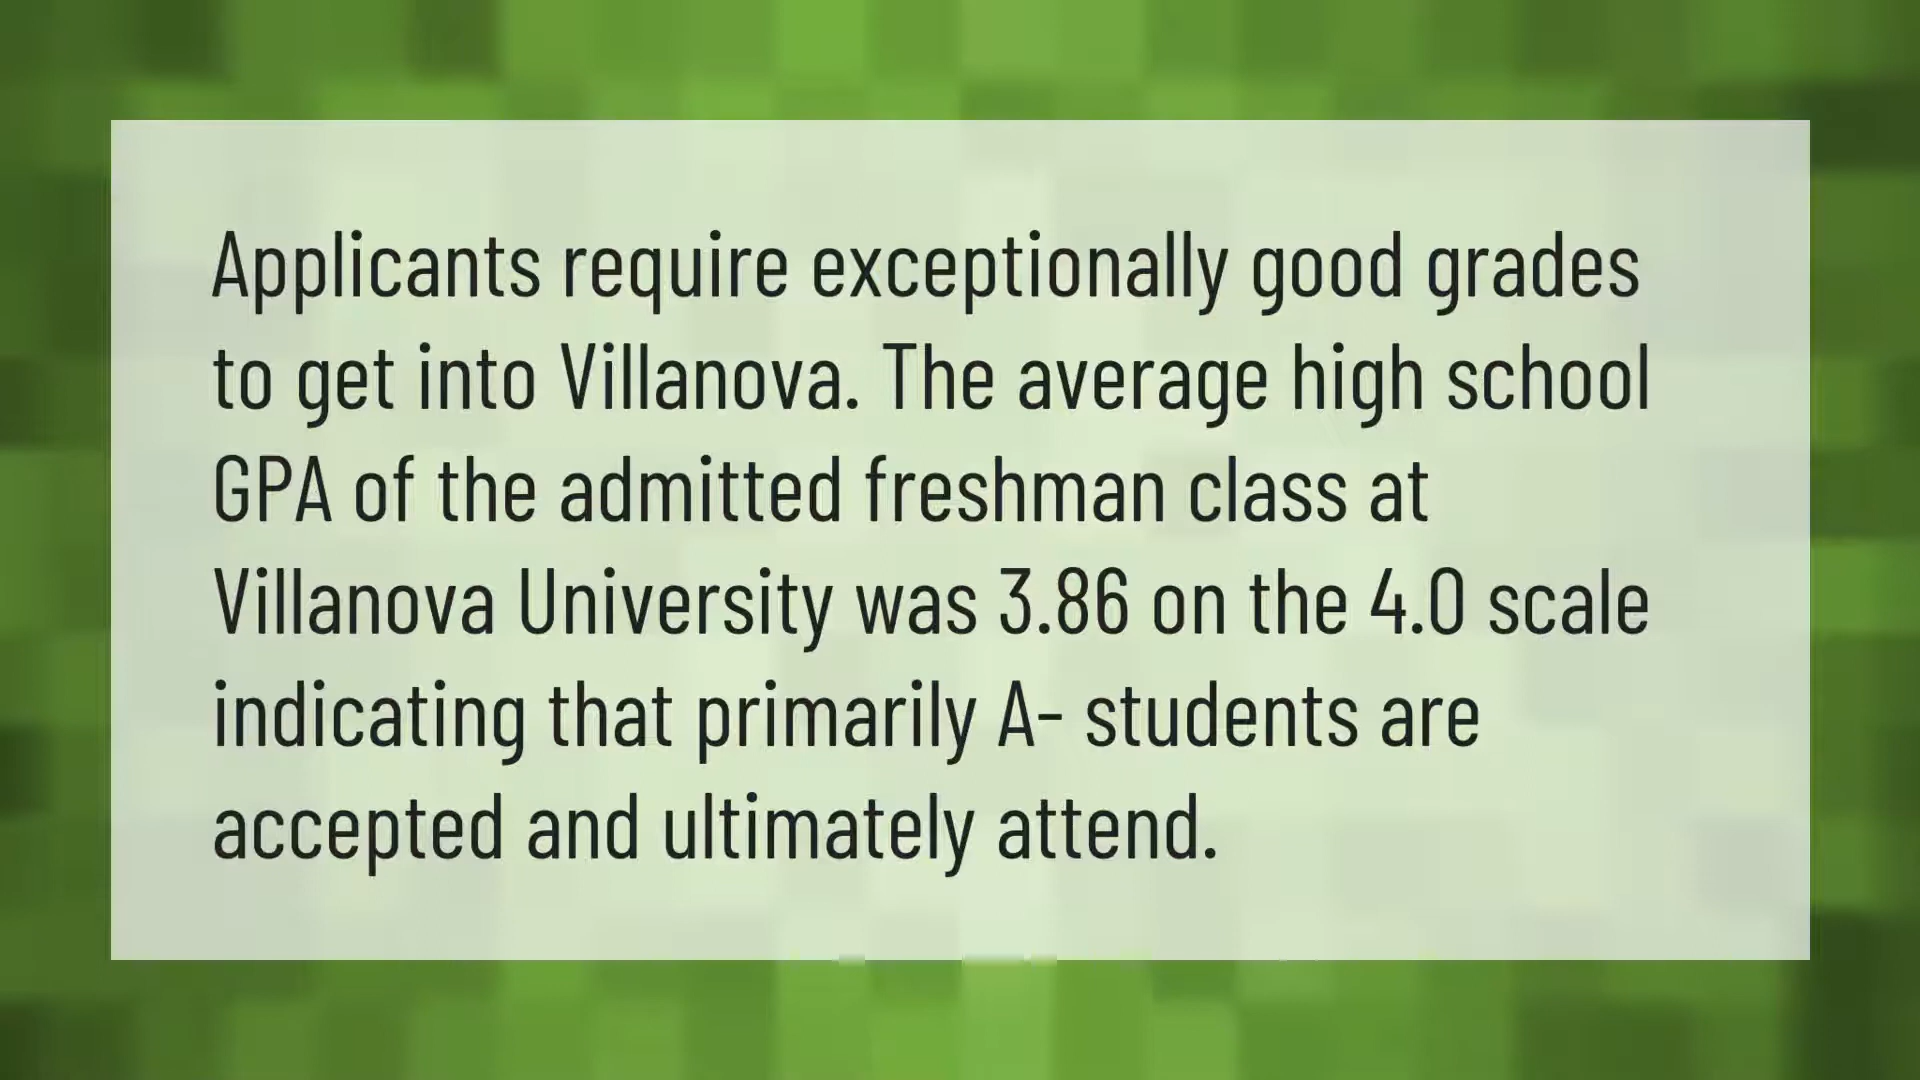 Applicants require exceptionally good grades
to get into Villanova. The average high school
GPA of the admitted freshman class at
Villanova University was 3.86 on the 4.0 scale
indicating that primarily A- students are
accepted and ultimately attend.